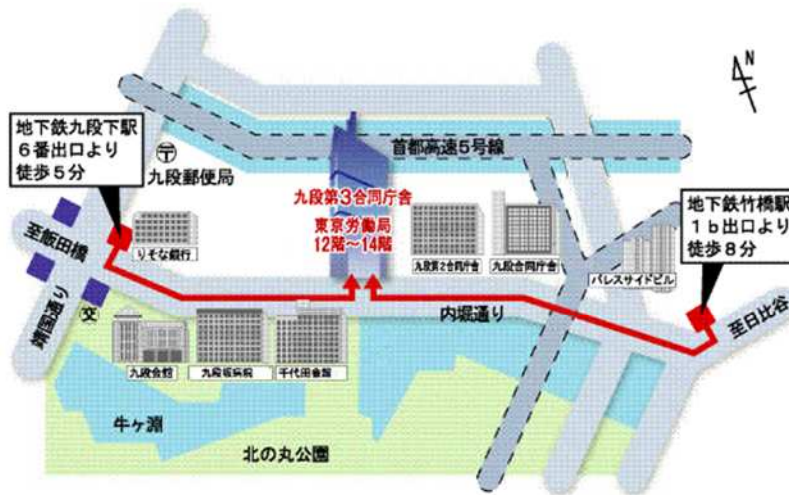 N
地下鉄九段下駅
6番出口より
徒歩5分
〒
九段郵便局
首都高速5号線
九段第3合同庁舎
東京労働局
12階～14階
地下鉄竹橋駅
1b出口より
徒歩8分
至飯田橋
りそな銀行
九段第2合同庁舎
九段合同庁舎
パレスサイドビル
靖国通り
交
内堀通り
至日比谷
九段会館
九段坂病院
千代田会館
牛ヶ淵
北の丸公園